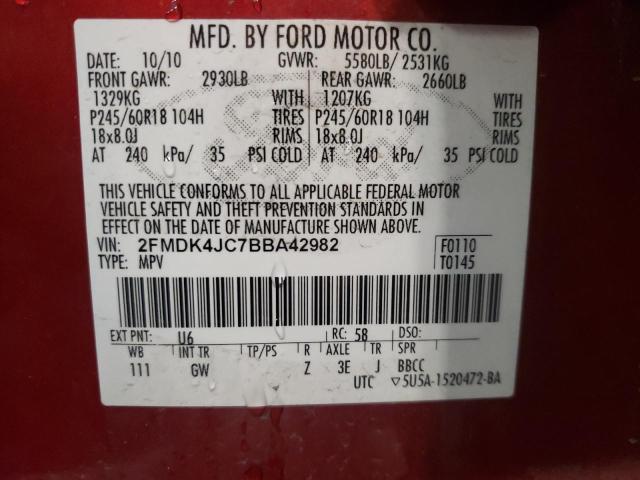 MFD. BY FORD MOTOR CO.
DATE: 10/10 GVWR: 5580LB/ 2531KG
FRONT GAWR: 2930LB REAR GAWR: 2660LB
1329KG 1207KG
P245/60R18 104H TIRES P245/60R18 104H TIRES
18x8.0J RIMS 18x8.0J RIMS
AT 240 kPa/ 35 PSI COLD AT 240 kPa/ 35 PSI COLD
THIS VEHICLE CONFORMS TO ALL APPLICABLE FEDERAL MOTOR
VEHICLE SAFETY AND THEFT PREVENTION STANDARDS IN
EFFECT ON THE DATE OF MANUFACTURE SHOWN ABOVE.
VIN: 2FMDK4JC7BBA42982 F0110
TYPE: MPV T0145
EXT PNT: U6 RC: 58 DSO:
WB INT TR TP/PS R AXLE TR SPR
111 GW Z 3E J BBCC
UTC ▽5U5A-1520472-BA